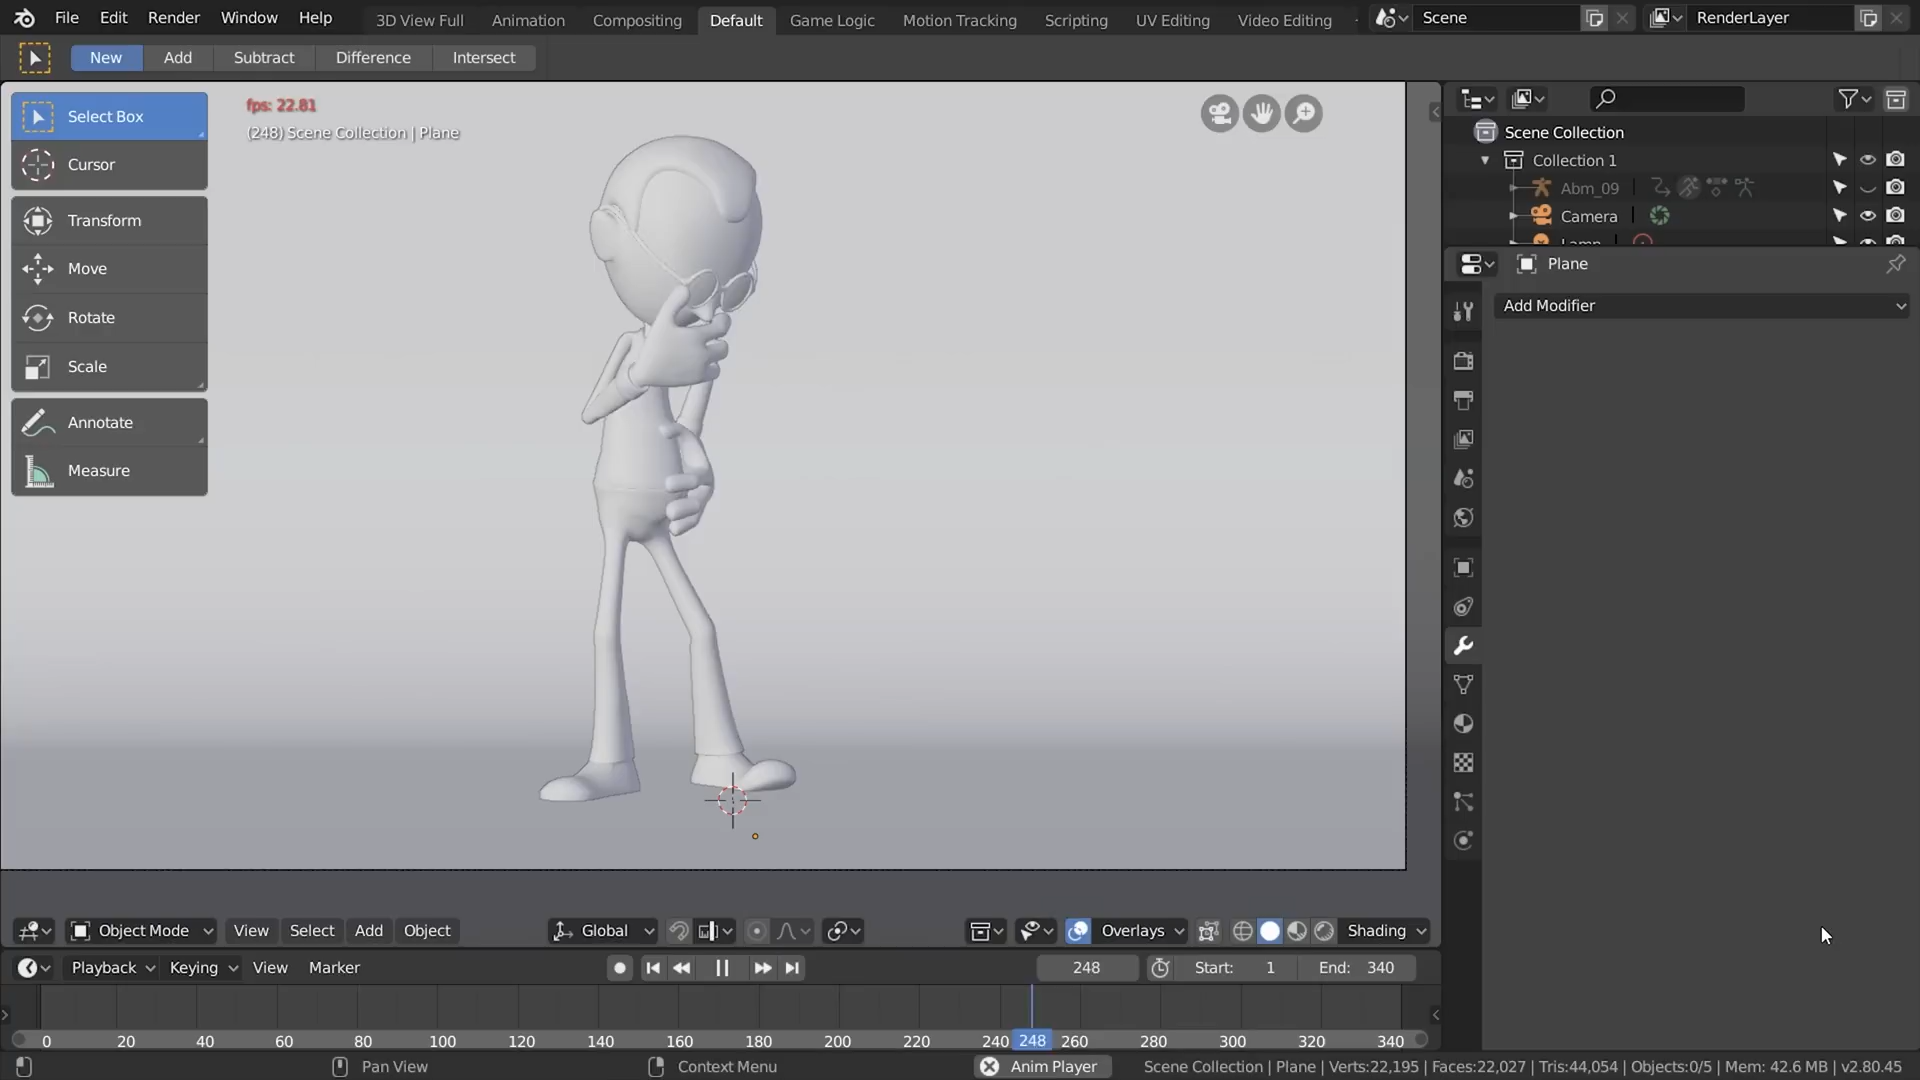 File Edit Render Window Help 3D View Full Animation Compositing Default Game Logic Motion Tracking Scripting UV Editing Video Editing Scene RenderLayer
New Add Subtract Difference Intersect
Select Box
Cursor
Transform
Move
Rotate
Scale
Annotate
Measure
fps: 22.81
(248) Scene Collection | Plane
Scene Collection
Collection 1
Abm_09
Camera
Lamp
Plane
Add Modifier
Object Mode View Select Add Object Global Overlays Shading
Playback Keying View Marker 248 Start: 1 End: 340
0 20 40 60 80 100 120 140 160 180 200 220 240 248 260 280 300 320 340
Pan View Context Menu Anim Player Scene Collection | Plane | Verts:22,195 | Faces:22,027 | Tris:44,054 | Objects:0/5 | Mem: 42.6 MB | v2.80.45